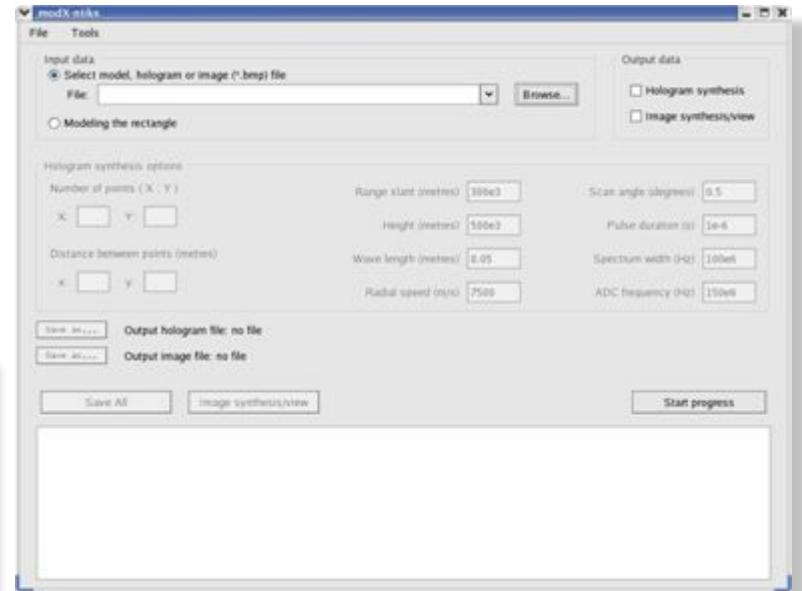 modX-ntiks
File Tools
Input data
Select model, hologram or image (*.bmp) file
File: Browse...
Modeling the rectangle
Output data
Hologram synthesis
Image synthesis/view
Hologram synthesis options
Number of points ( X ; Y )
X: Y:
Distance between points (metres)
X: Y:
Range slant (metres) 300e3
Height (metres) 500e3
Wave length (metres) 0.05
Radial speed (m/s) 7500
Scan angle (degrees) 0.5
Pulse duration (s) 1e-6
Spectrum width (Hz) 100e6
ADC frequency (Hz) 150e6
Save as... Output hologram file: no file
Save as... Output image file: no file
Save All Image synthesis/view Start progress